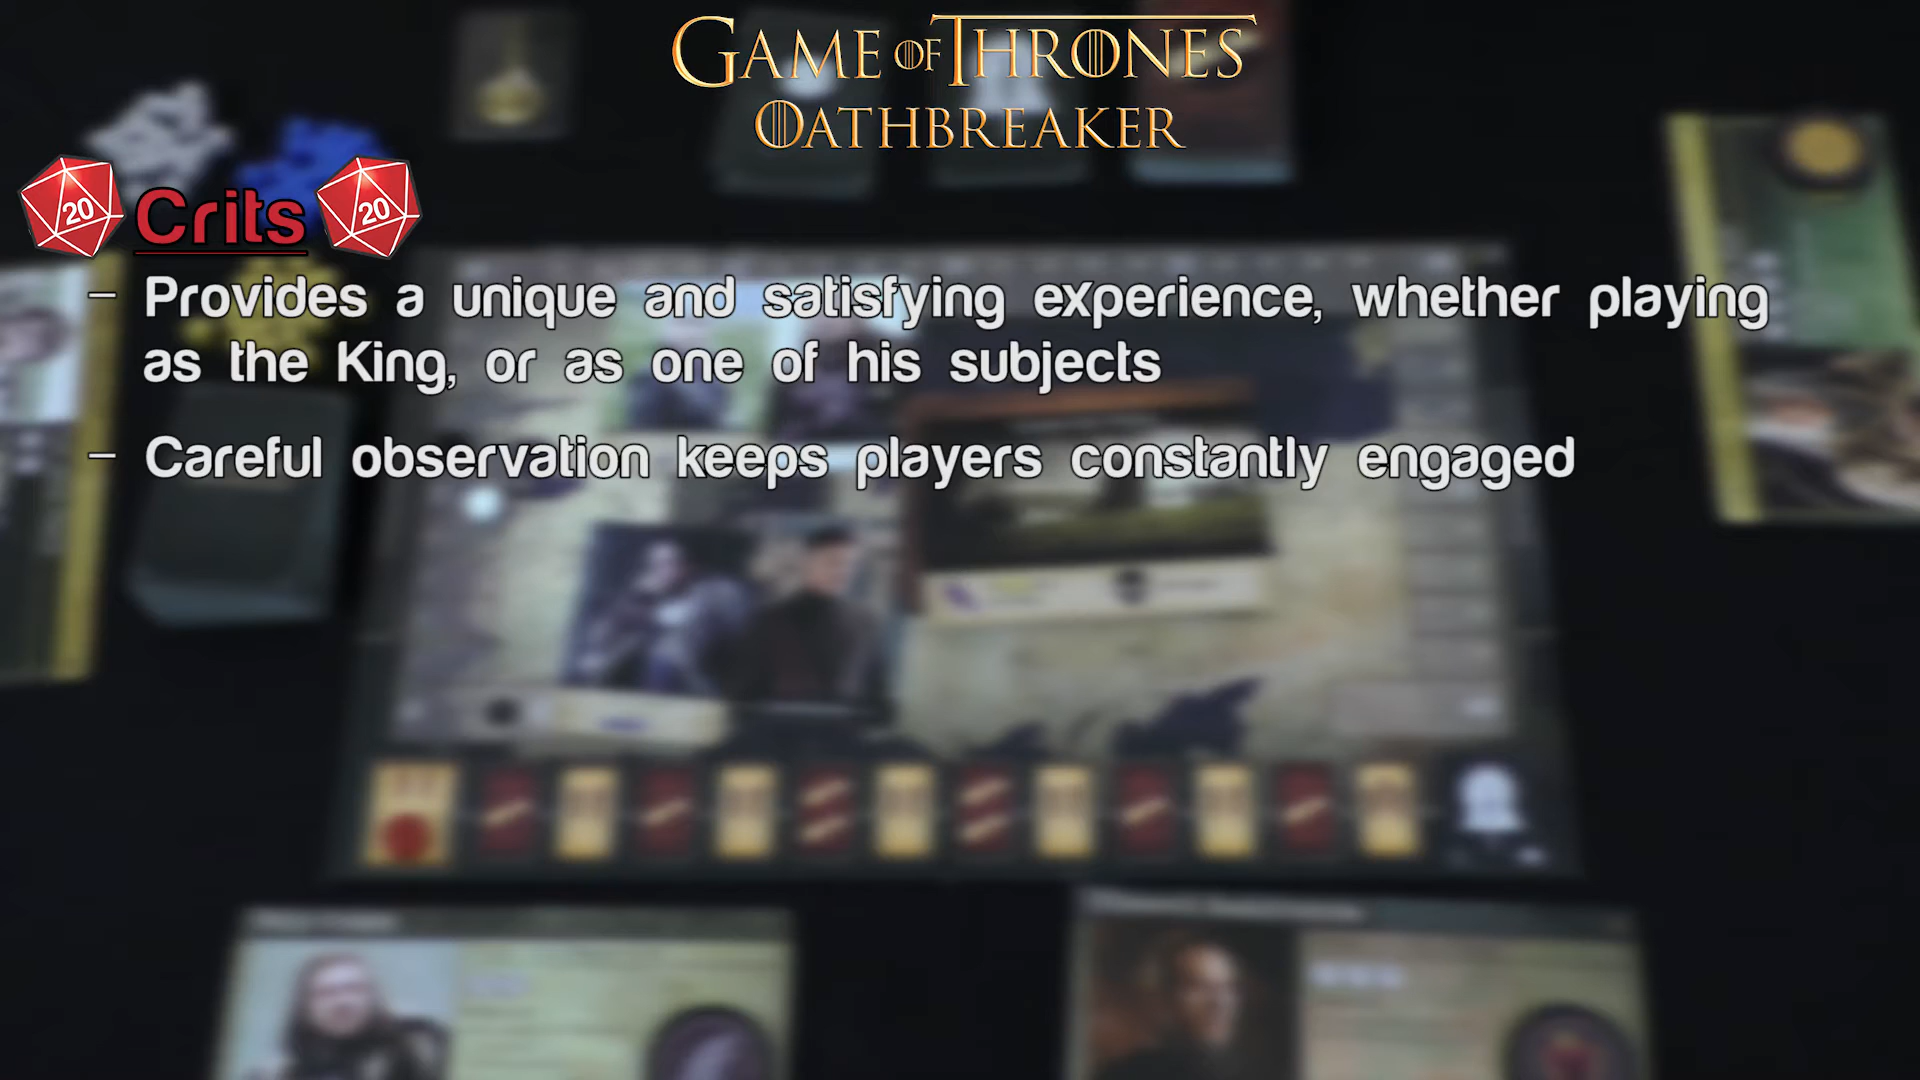 GAME OF THRONES
OATHBREAKER
20 Crits 20
– Provides a unique and satisfying experience, whether playing
as the King, or as one of his subjects
– Careful observation keeps players constantly engaged